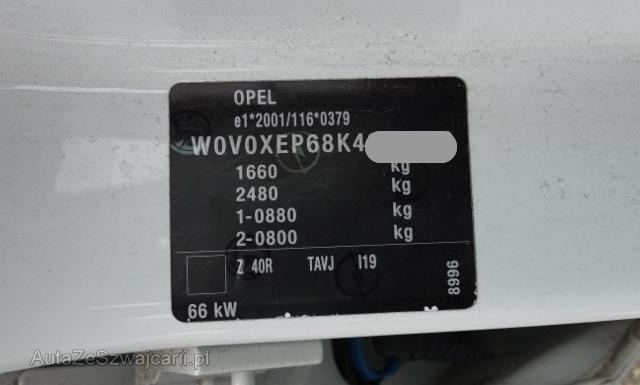 OPEL
e1*2001/116*0379
W0V0XEP68K4
1660 kg
2480 kg
1-0880 kg
2-0800 kg
Z 40R TAVJ I19
8996
66 kW
AutaZeSzwajcarii.pl